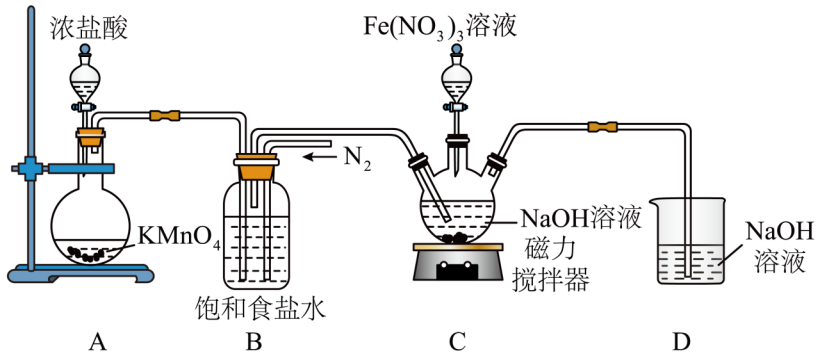 浓盐酸
Fe(NO₃)₃溶液
N₂
KMnO₄
NaOH溶液
磁力
搅拌器
NaOH
溶液
饱和食盐水
A
B
C
D